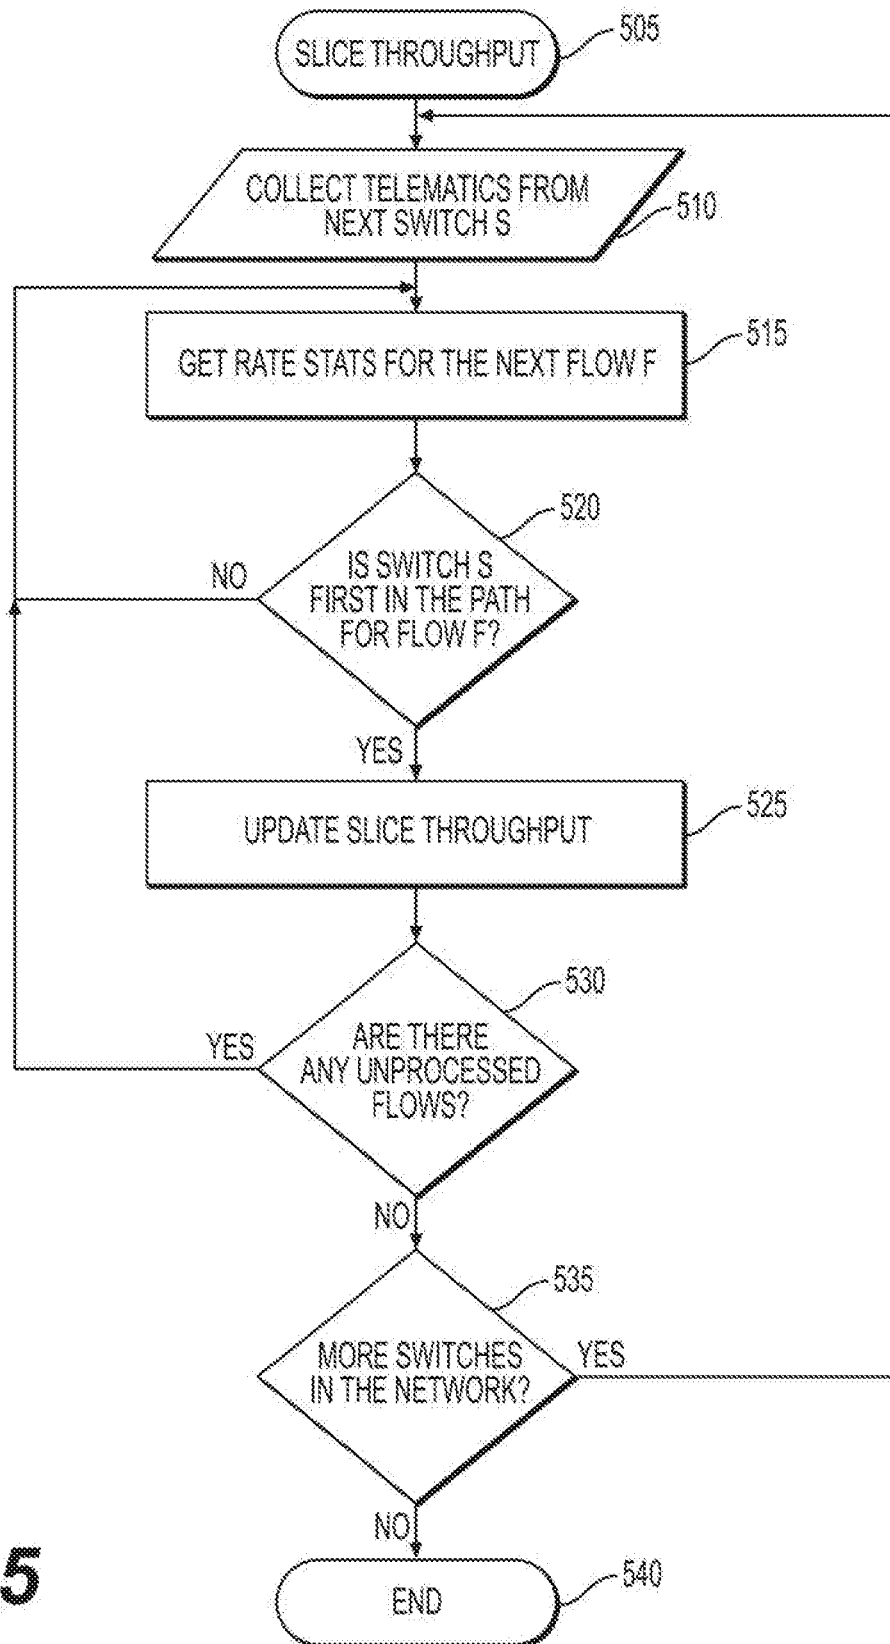 SLICE THROUGHPUT
505
COLLECT TELEMATICS FROM
NEXT SWITCH S
510
GET RATE STATS FOR THE NEXT FLOW F
515
520
IS SWITCH S
FIRST IN THE PATH
FOR FLOW F?
NO
YES
UPDATE SLICE THROUGHPUT
525
530
ARE THERE
ANY UNPROCESSED
FLOWS?
YES
NO
535
MORE SWITCHES
IN THE NETWORK?
YES
NO
5
END
540